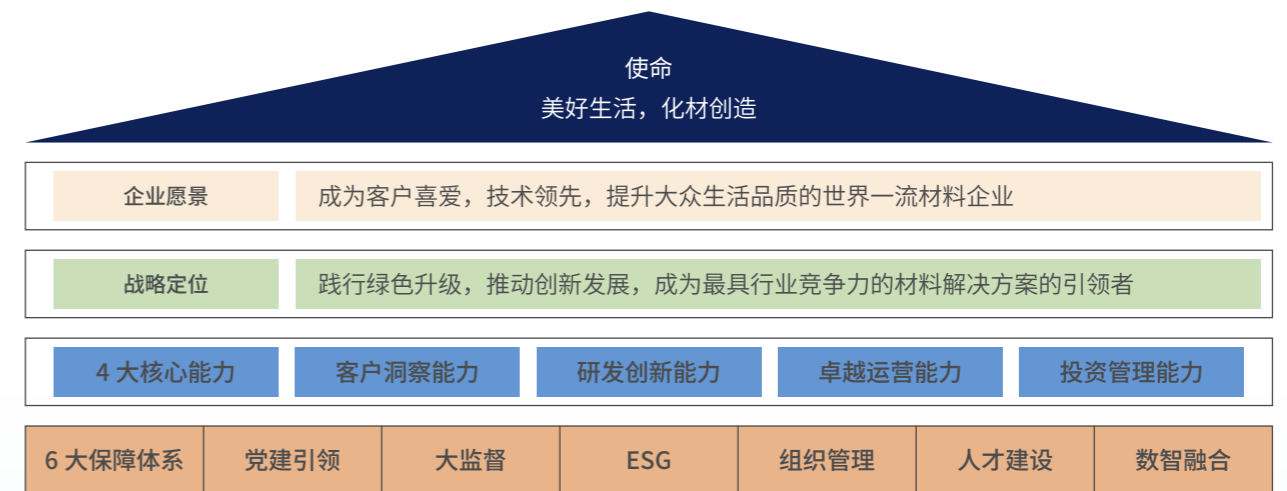 使命
美好生活，化材创造
企业愿景 成为客户喜爱，技术领先，提升大众生活品质的世界一流材料企业
战略定位 践行绿色升级，推动创新发展，成为最具行业竞争力的材料解决方案的引领者
4 大核心能力 客户洞察能力 研发创新能力 卓越运营能力 投资管理能力
6 大保障体系 党建引领 大监督 ESG 组织管理 人才建设 数智融合